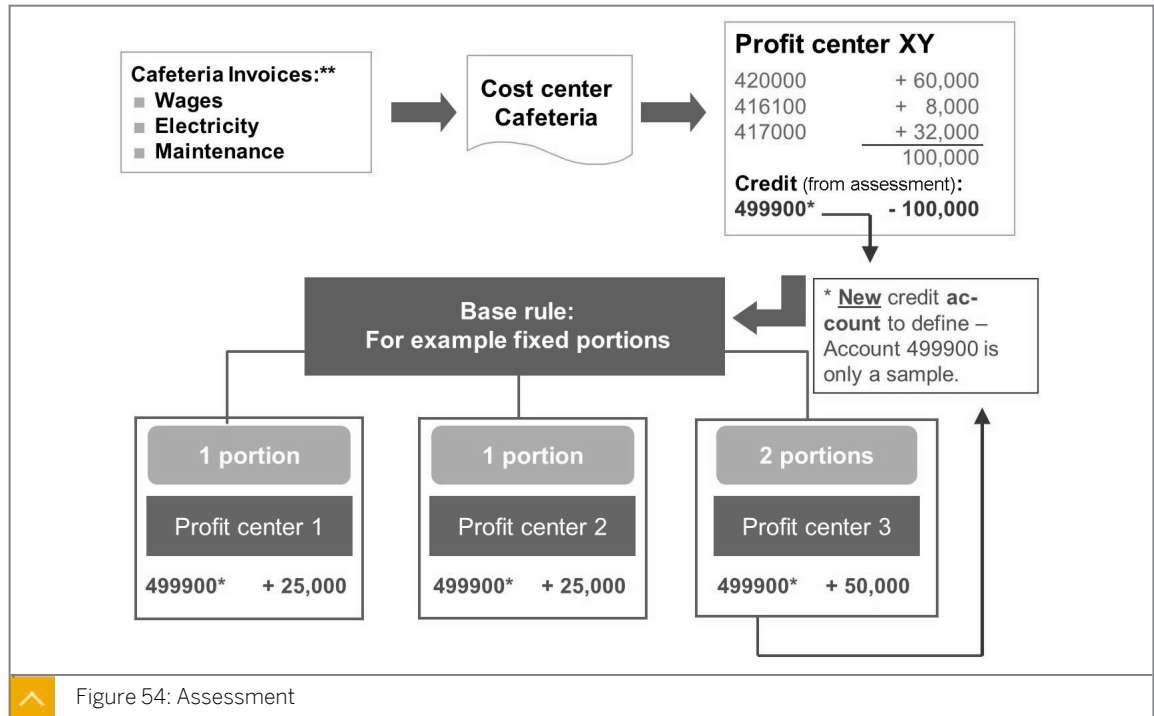 Cafeteria Invoices:**
■ Wages
■ Electricity
■ Maintenance
Cost center
Cafeteria
Profit center XY
420000 + 60,000
416100 + 8,000
417000 + 32,000
100,000
Credit (from assessment):
499900* - 100,000
* New credit ac-
count to define –
Account 499900 is
only a sample.
Base rule:
For example fixed portions
1 portion
Profit center 1
499900* + 25,000
1 portion
Profit center 2
499900* + 25,000
2 portions
Profit center 3
499900* + 50,000
Figure 54: Assessment